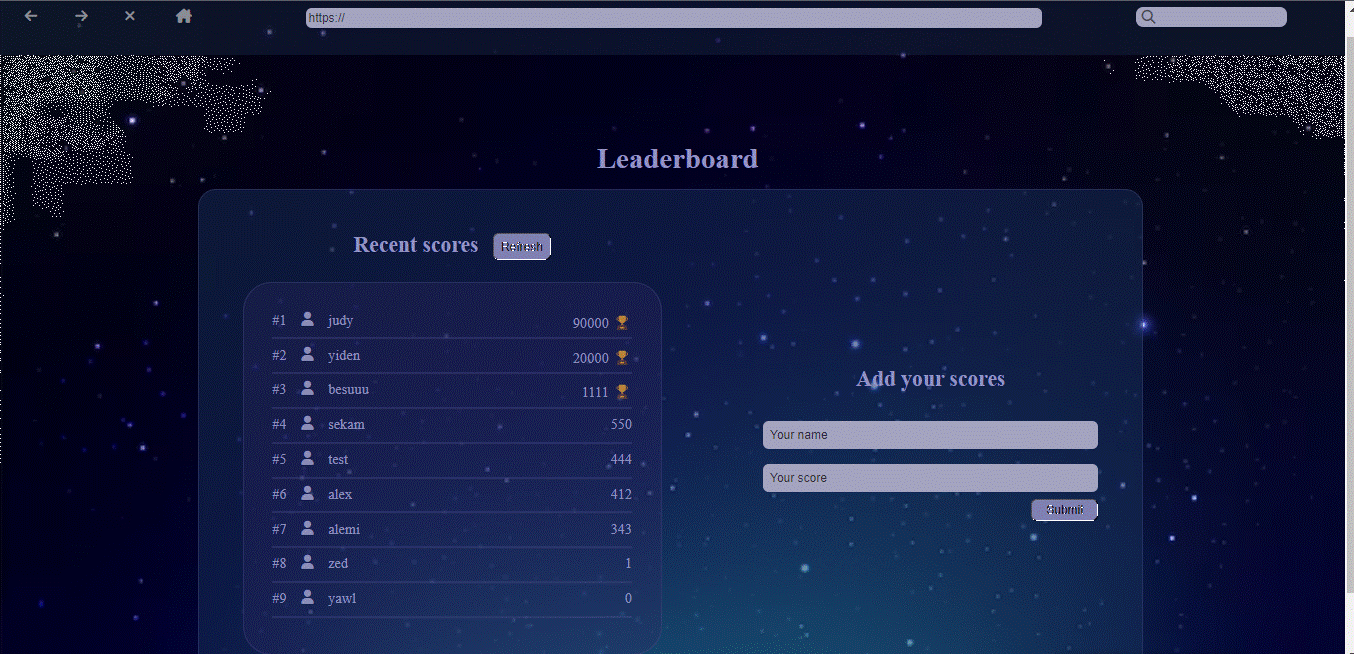 https://
Leaderboard
Recent scores Refresh
#1 judy 90000
#2 yiden 20000
#3 besuuu 1111
#4 sekam 550
#5 test 444
#6 alex 412
#7 alemi 343
#8 zed 1
#9 yawl 0
Add your scores
Your name
Your score
Submit